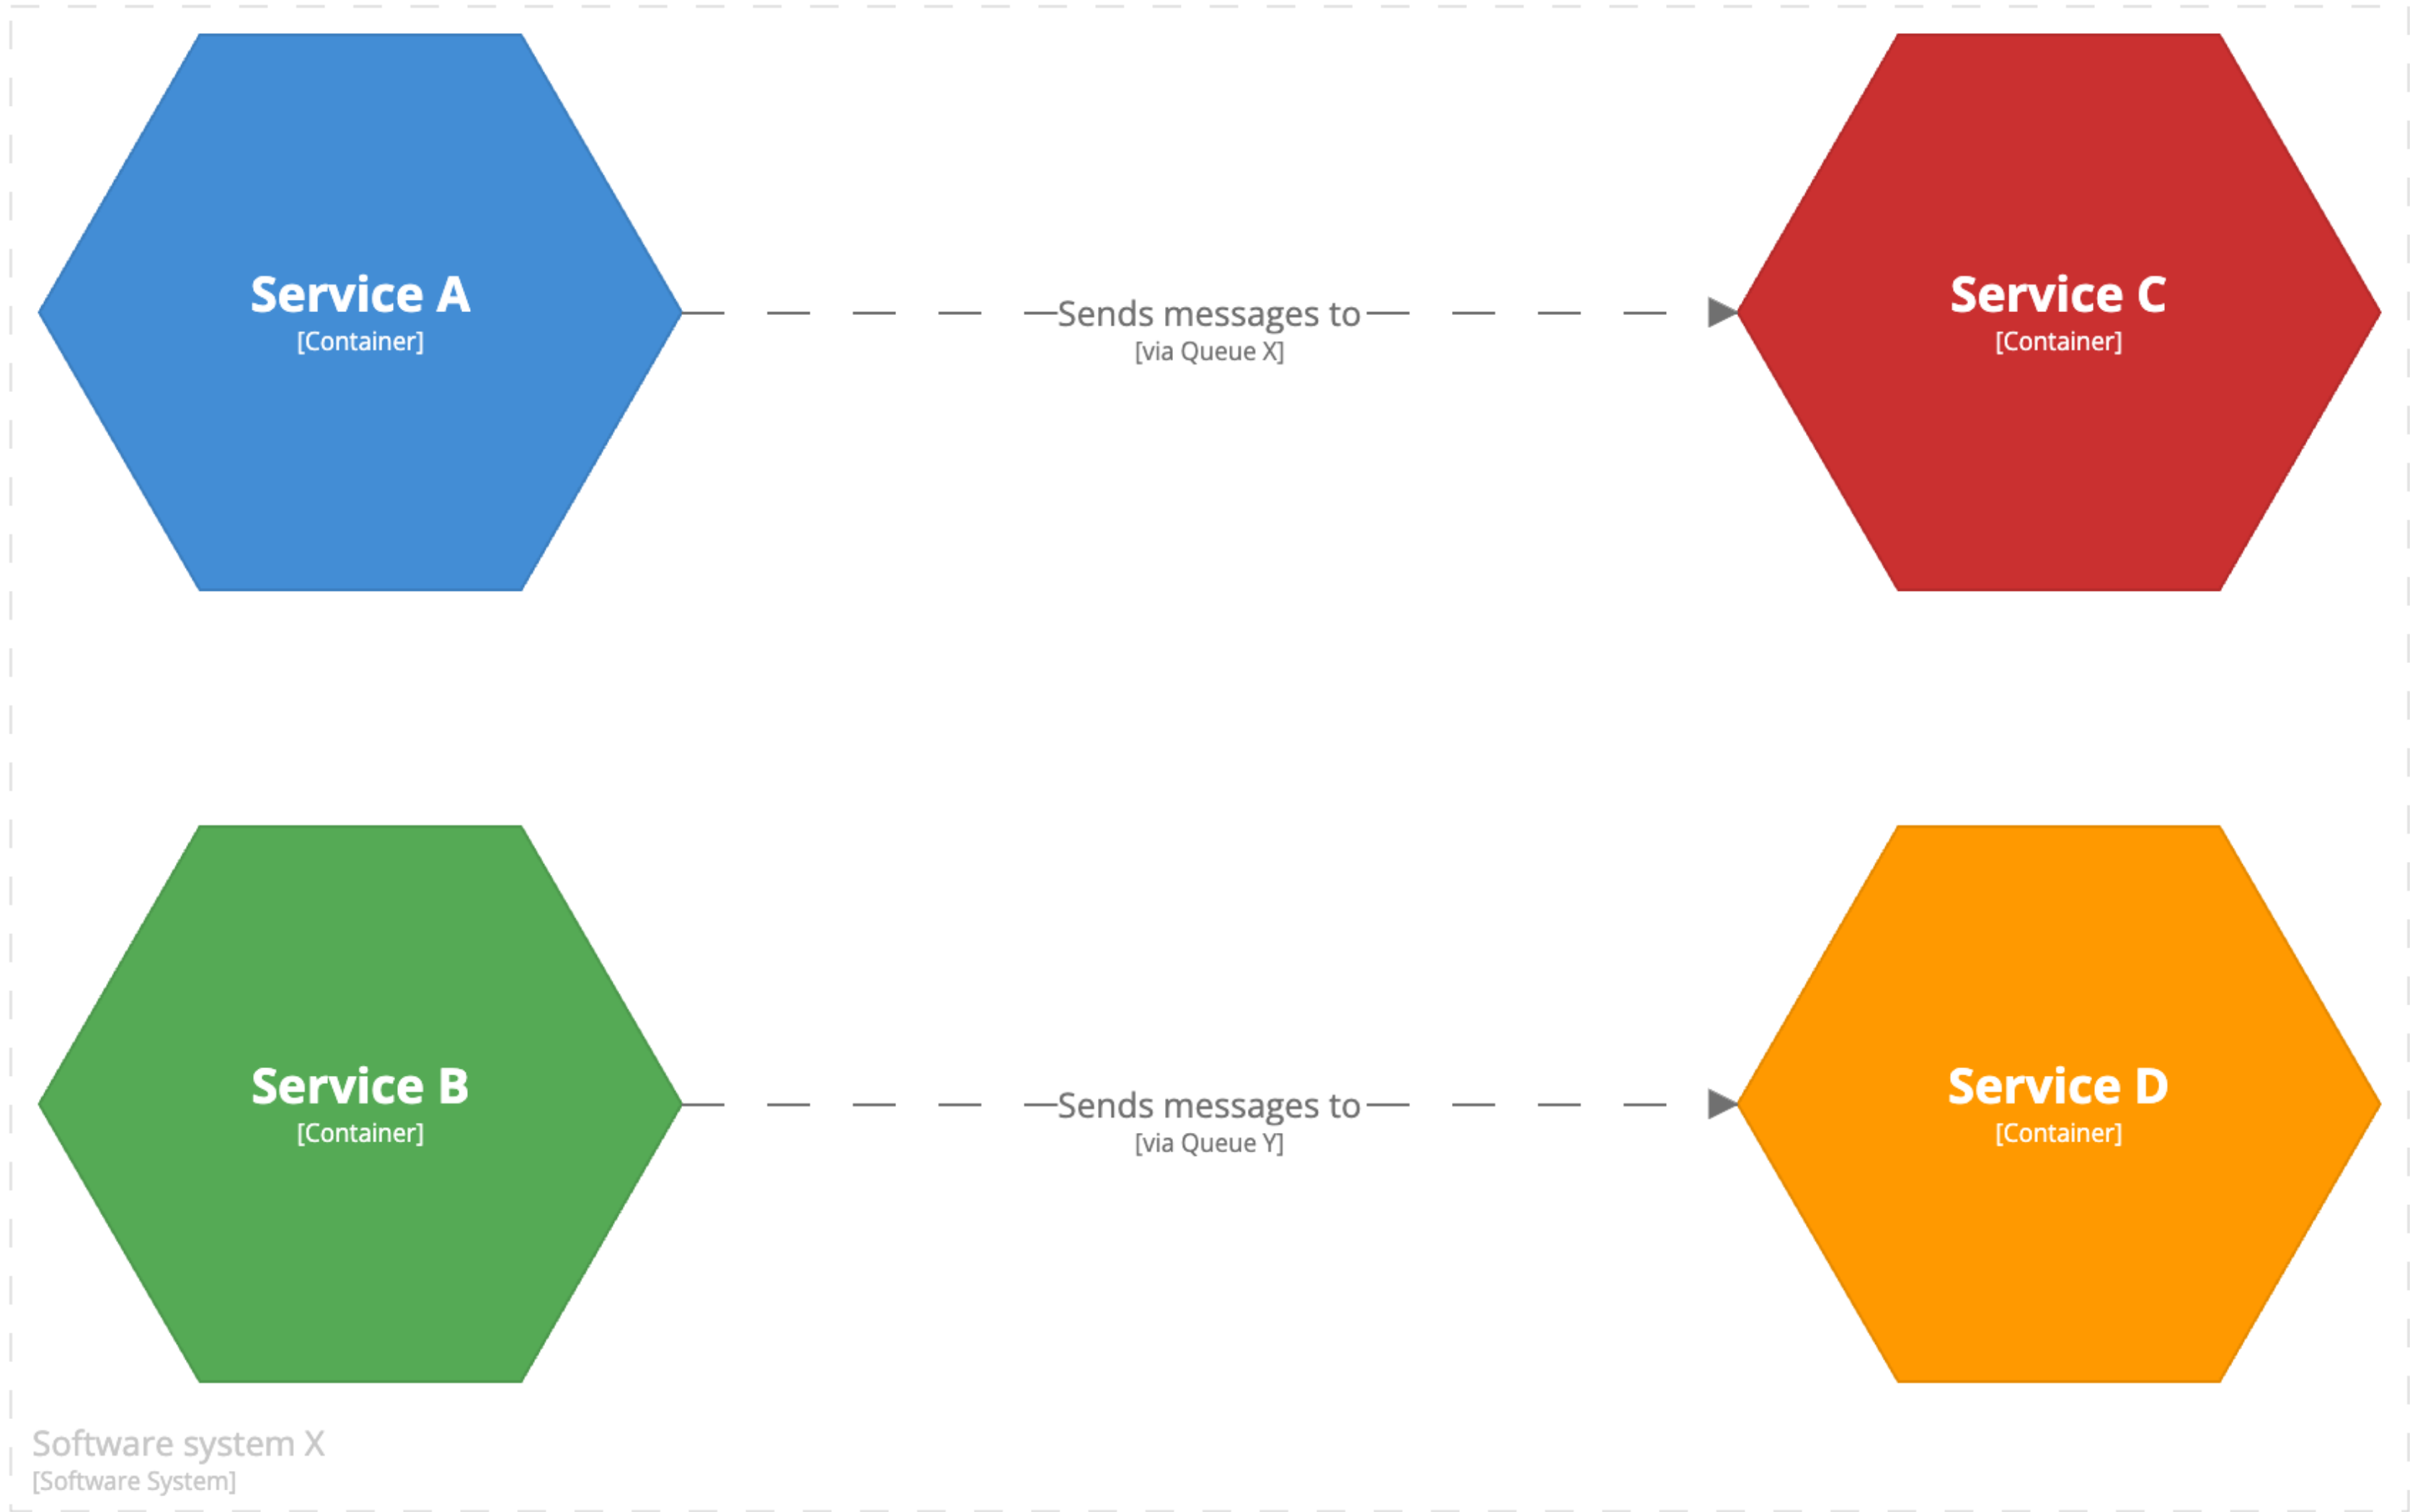 Service A
[Container]
Sends messages to
[via Queue X]
Service C
[Container]
Service B
[Container]
Sends messages to
[via Queue Y]
Service D
[Container]
Software system X
[Software System]